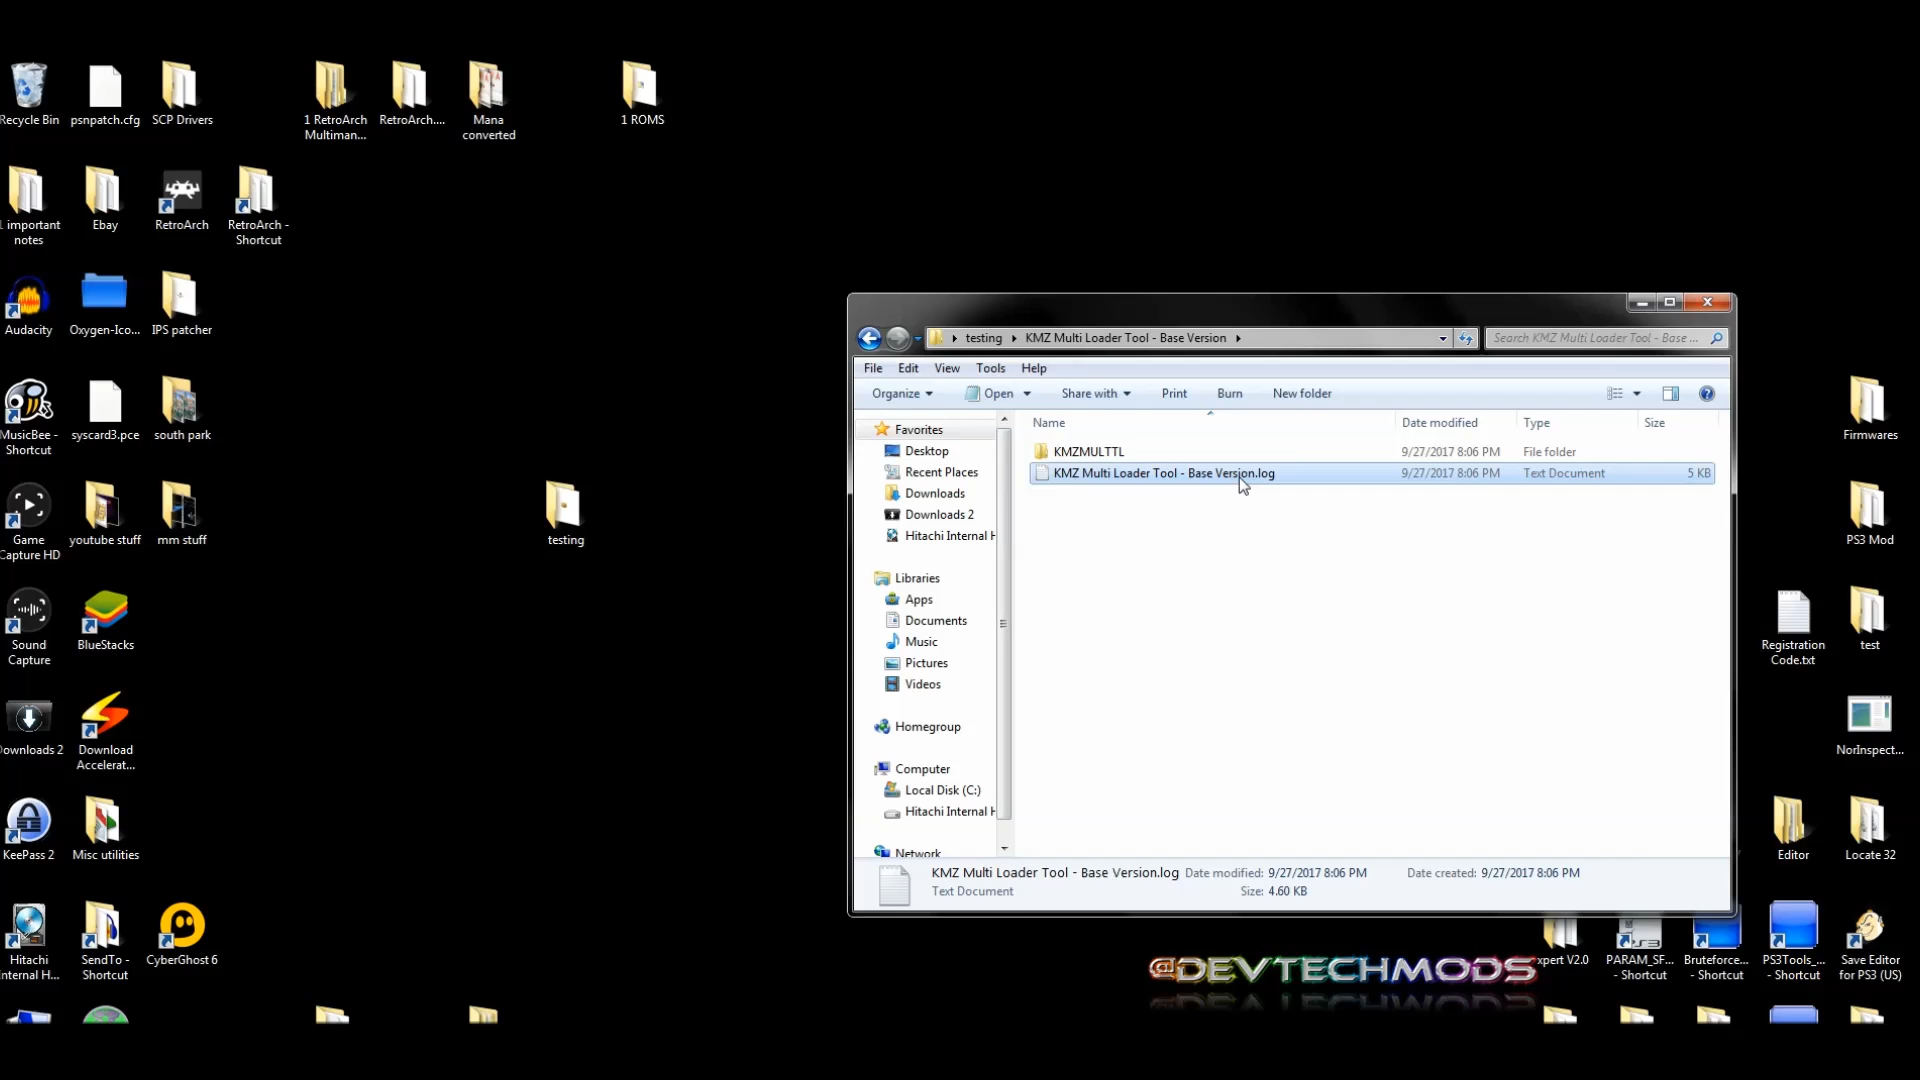 Recycle Bin
psnpatch.cfg
SCP Drivers
1 RetroArch
Multiman...
RetroArch....
Mana
converted
1 ROMS
important
notes
Ebay
RetroArch
RetroArch -
Shortcut
Audacity
Oxygen-Ico...
IPS patcher
MusicBee -
Shortcut
syscard3.pce
south park
Game
Capture HD
youtube stuff
mm stuff
testing
Sound
Capture
BlueStacks
ownloads 2
Download
Accelerat...
KeePass 2
Misc utilities
Hitachi
Internal H...
SendTo -
Shortcut
CyberGhost 6
testing
KMZ Multi Loader Tool - Base Version
Search KMZ Multi Loader Tool - Base ...
File Edit View Tools Help
Organize Open Share with Print Burn New folder
Name Date modified Type Size
KMZMULTTL 9/27/2017 8:06 PM File folder
KMZ Multi Loader Tool - Base Version.log 9/27/2017 8:06 PM Text Document 5 KB
Favorites
Desktop
Recent Places
Downloads
Downloads 2
Hitachi Internal H
Libraries
Apps
Documents
Music
Pictures
Videos
Homegroup
Computer
Local Disk (C:)
Hitachi Internal H
Network
KMZ Multi Loader Tool - Base Version.log Date modified: 9/27/2017 8:06 PM Date created: 9/27/2017 8:06 PM
Text Document Size: 4.60 KB
Firmwares
PS3 Mod
Registration
Code.txt
test
NorInspect...
Editor
Locate 32
xpert V2.0
PARAM_SF...
- Shortcut
Bruteforce...
- Shortcut
PS3Tools_...
- Shortcut
Save Editor
for PS3 (US)
@DEVTECHMODS